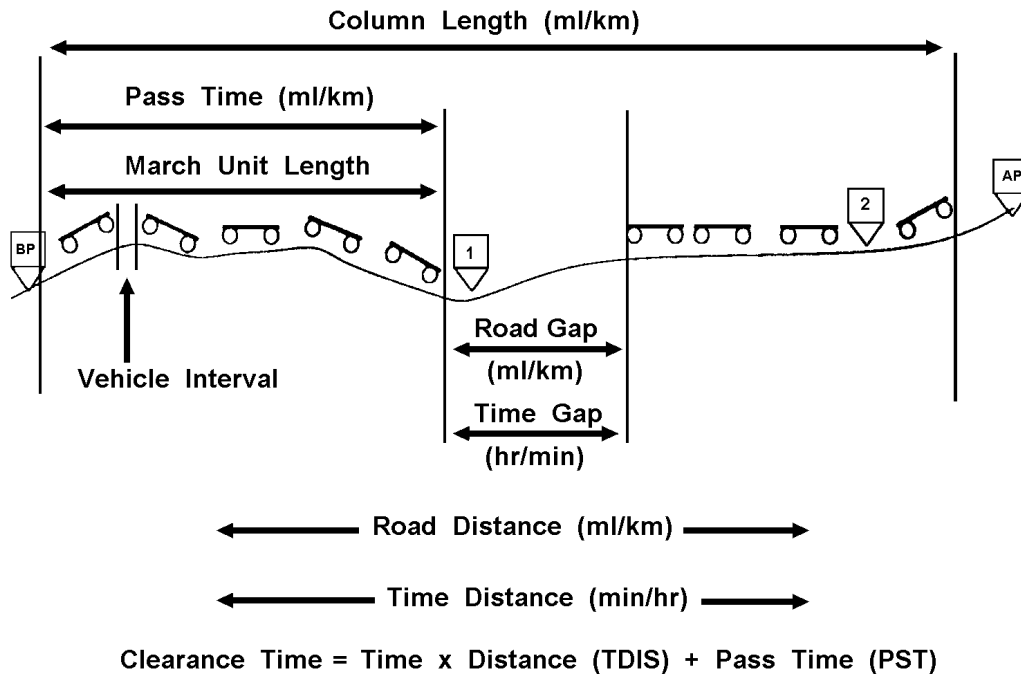 Column Length (ml/km)
Pass Time (ml/km)
March Unit Length
AP
2
BP
1
Road Gap
(ml/km)
Vehicle Interval
Time Gap
(hr/min)
Road Distance (ml/km)
Time Distance (min/hr)
Clearance Time = Time x Distance (TDIS) + Pass Time (PST)